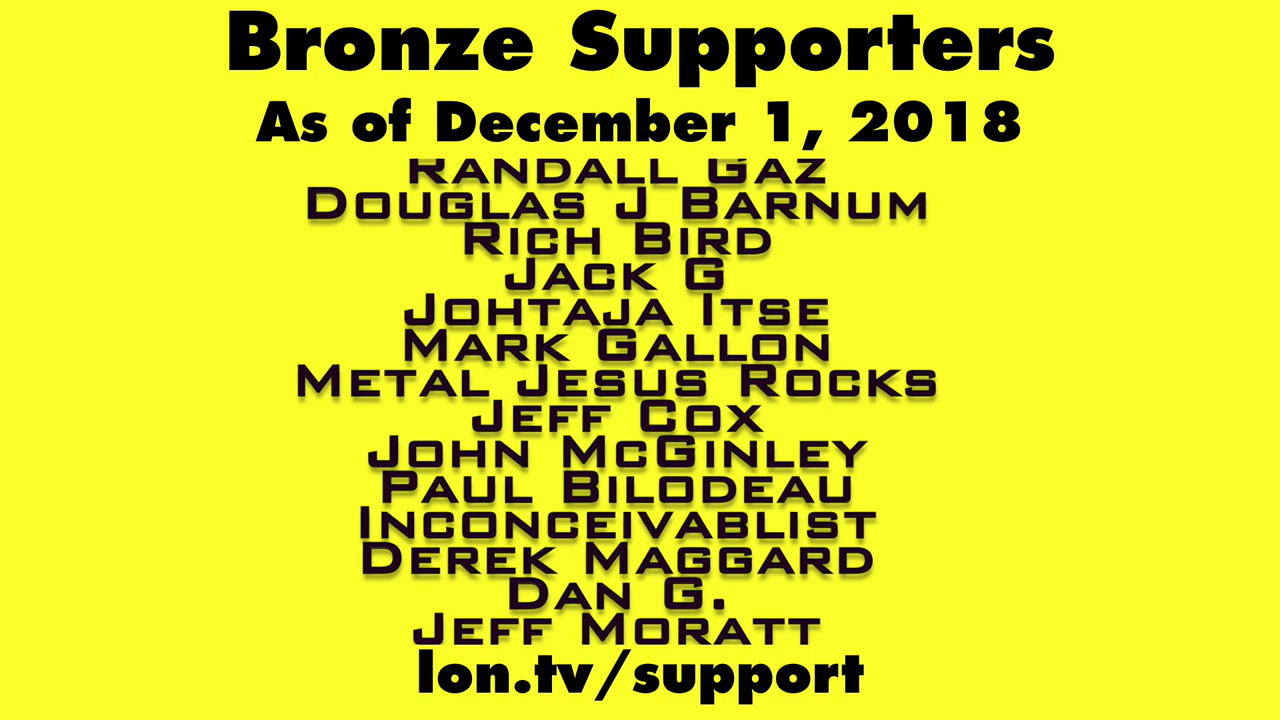 Bronze Supporters
As of December 1, 2018
RANDALL GAZ
DOUGLAS J BARNUM
RICH BIRD
JACK G
JOHTAJA ITSE
MARK GALLON
METAL JESUS ROCKS
JEFF COX
JOHN MCGINLEY
PAUL BILODEAU
INCONCEIVABLIST
DEREK MAGGARD
DAN G.
JEFF MORATT
lon.tv/support